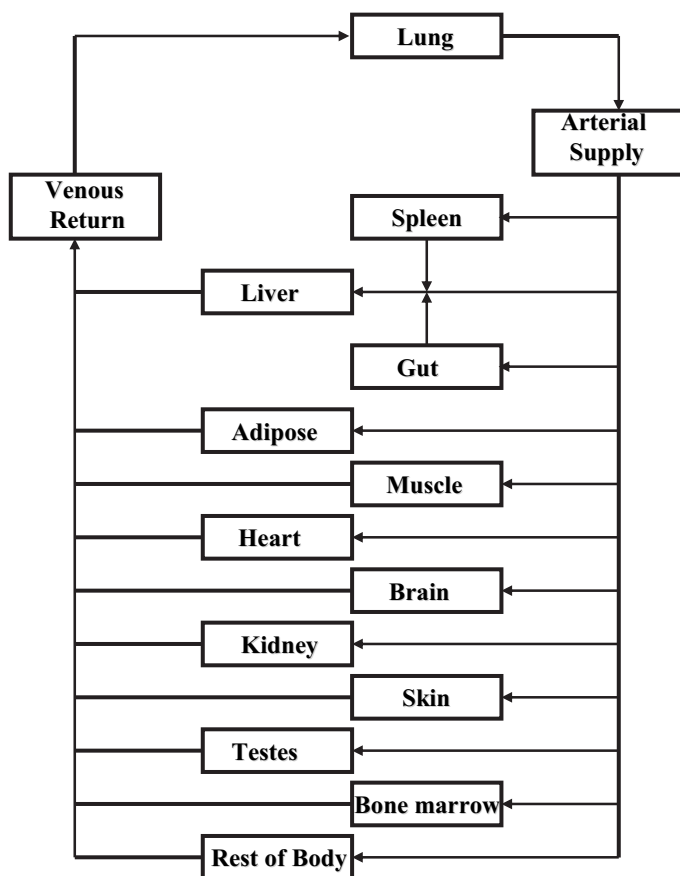 Lung
Arterial
Supply
Venous
Return
Spleen
Liver
Gut
Adipose
Muscle
Heart
Brain
Kidney
Skin
Testes
Bone marrow
Rest of Body